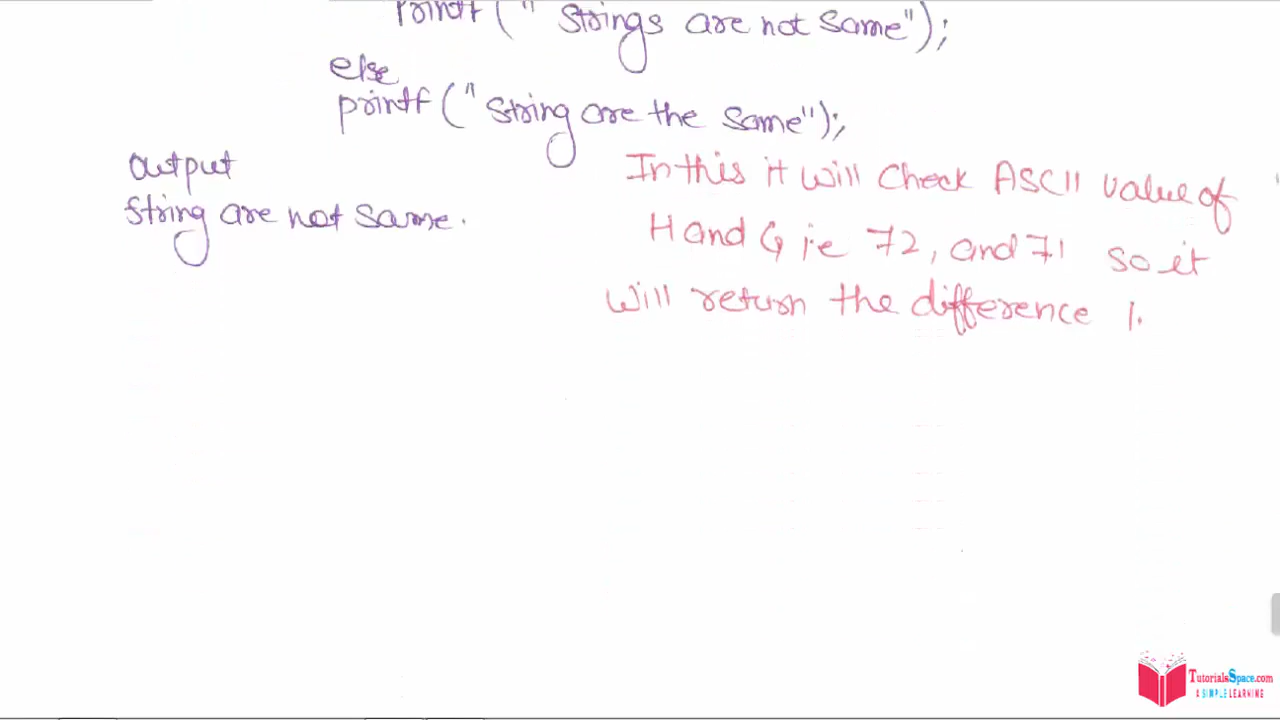 printf (" Strings are not same");
else
printf (" String are the same");
output
String are not same.
In this it will check ASCII value of
H and G i.e 72, and 71 so it
will return the difference 1.
TutorialsSpace.com
A SIMPLE LEARNING